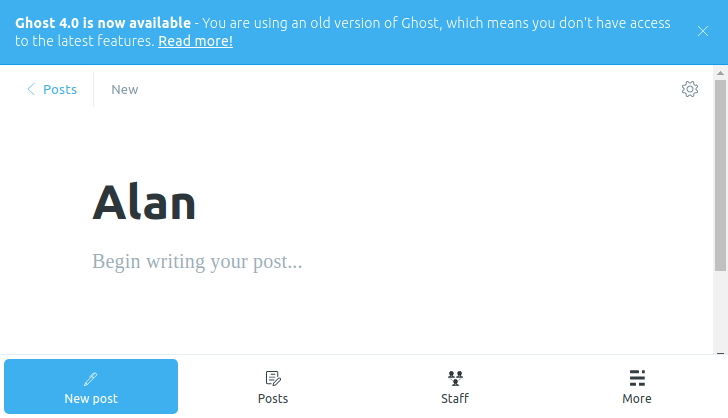 Ghost 4.0 is now available - You are using an old version of Ghost, which means you don't have access
to the latest features. Read more!
Posts
New
Alan
Begin writing your post...
New post
Posts
Staff
More